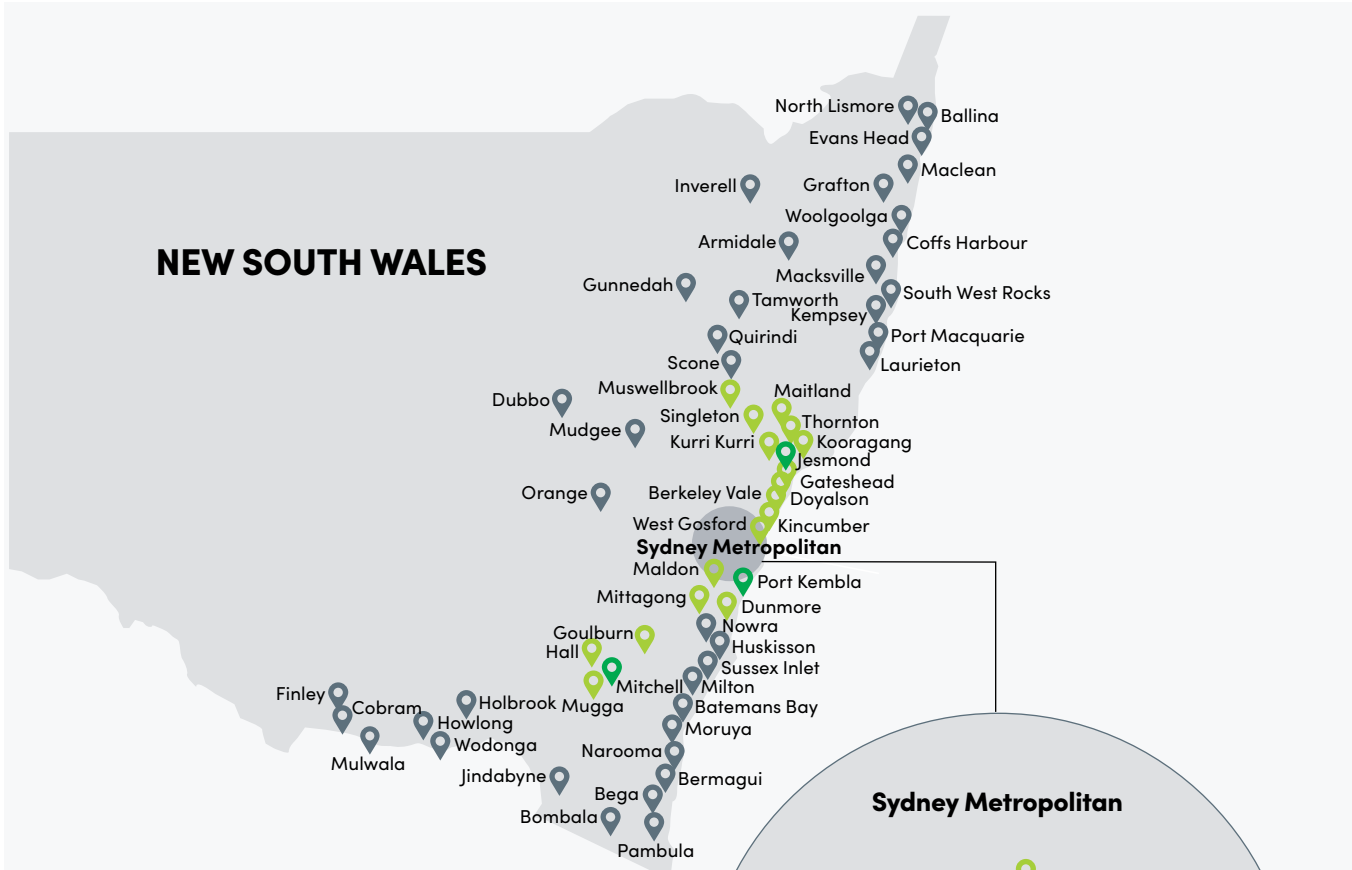 North Lismore
Ballina
Evans Head
Maclean
Inverell
Grafton
Woolgoolga
Armidale
Coffs Harbour
NEW SOUTH WALES
Macksville
Gunnedah
South West Rocks
Tamworth
Kempsey
Quirindi
Port Macquarie
Scone
Laurieton
Muswellbrook
Maitland
Dubbo
Singleton
Thornton
Mudgee
Kurri Kurri
Kooragang
Jesmond
Gateshead
Orange
Berkeley Vale
Doyalson
West Gosford
Kincumber
Sydney Metropolitan
Maldon
Port Kembla
Mittagong
Dunmore
Nowra
Goulburn
Huskisson
Hall
Sussex Inlet
Mitchell
Milton
Finley
Holbrook
Mugga
Cobram
Batemans Bay
Howlong
Moruya
Wodonga
Narooma
Mulwala
Jindabyne
Bermagui
Bega
Sydney Metropolitan
Bombala
Pambula